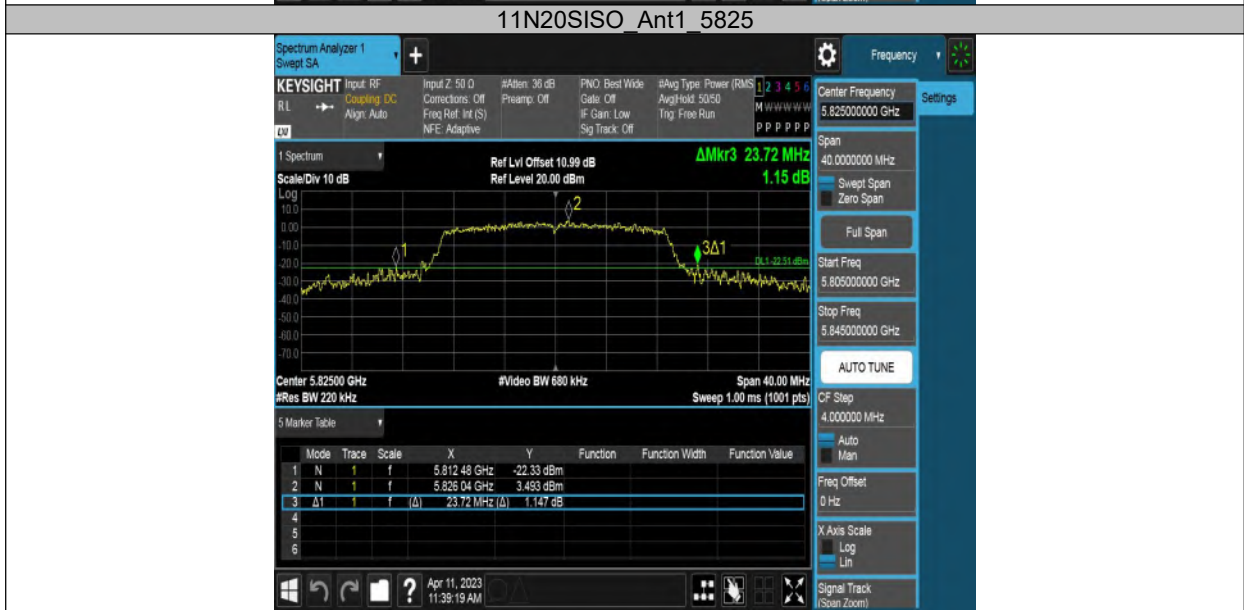 (Span Zoom)
11N20SISO_Ant1_5825
Spectrum Analyzer 1
Swept SA
Frequency
KEYSIGHT Input: RF Input Z: 50 Ω #Atten: 36 dB PNO: Best Wide #Avg Type: Power (RMS 1 2 3 4 5 6
RL Coupling: DC Corrections: Off Preamp: Off Gate: Off Avg|Hold: 50/50 M W W W W W
Align: Auto Freq Ref: Int (S) IF Gain: Low Trig: Free Run
NFE: Adaptive Sig Track: Off P P P P P P
Center Frequency
5.825000000 GHz
Settings
Span
40.0000000 MHz
Swept Span
Zero Span
Full Span
Start Freq
5.805000000 GHz
Stop Freq
5.845000000 GHz
AUTO TUNE
CF Step
4.000000 MHz
Auto
Man
Freq Offset
0 Hz
X Axis Scale
Log
Lin
Signal Track
(Span Zoom)
1 Spectrum
Ref Lvl Offset 10.99 dB
ΔMkr3 23.72 MHz
Scale/Div 10 dB
Ref Level 20.00 dBm
1.15 dB
Log
10.0
0.00
-10.0
-20.0
-30.0
-40.0
-50.0
-60.0
-70.0
1
2
3Δ1
DL1 -22.51 dBm
Center 5.82500 GHz #Video BW 680 kHz Span 40.00 MHz
#Res BW 220 kHz Sweep 1.00 ms (1001 pts)
5 Marker Table
Mode Trace Scale X Y Function Function Width Function Value
1 N 1 f 5.812 48 GHz -22.33 dBm
2 N 1 f 5.826 04 GHz 3.493 dBm
3 Δ1 1 f (Δ) 23.72 MHz (Δ) 1.147 dB
4
5
6
?
Apr 11, 2023
11:39:19 AM